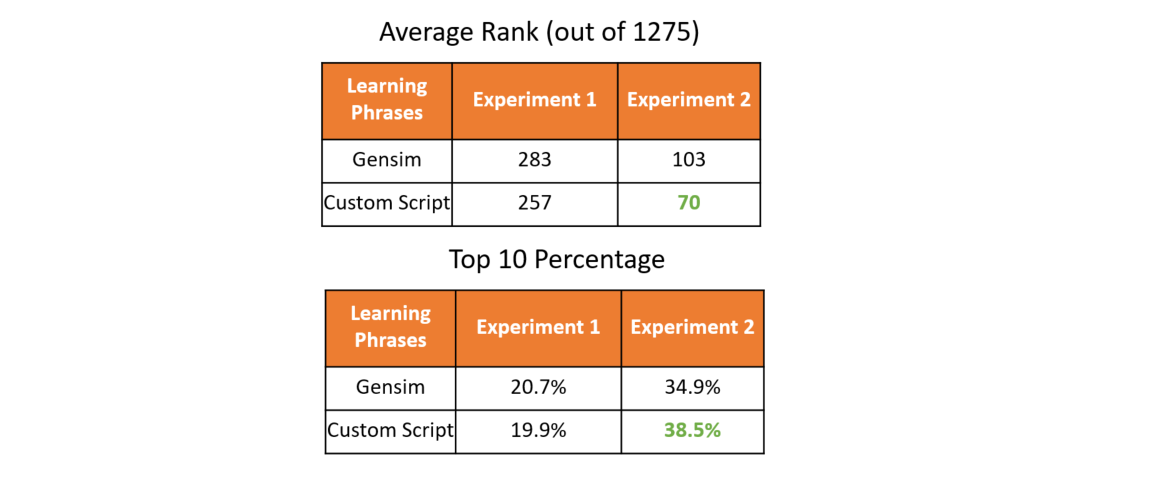 Average Rank (out of 1275)
Learning
Phrases
Experiment 1
Experiment 2
Gensim
283
103
Custom Script
257
70
Top 10 Percentage
Learning
Phrases
Experiment 1
Experiment 2
Gensim
20.7%
34.9%
Custom Script
19.9%
38.5%